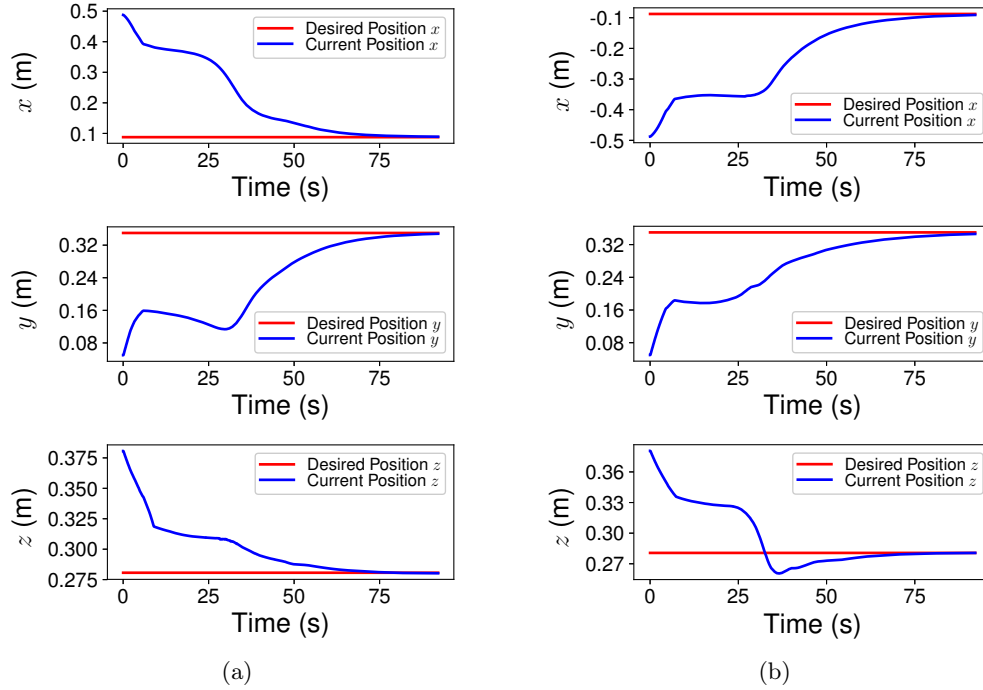 0.5
0.4
0.3
0.2
0.1
x (m)
Desired Position x
Current Position x
0
25
50
75
Time (s)
-0.1
-0.2
-0.3
-0.4
-0.5
x (m)
Desired Position x
Current Position x
0
25
50
75
Time (s)
0.32
0.24
0.16
0.08
y (m)
Desired Position y
Current Position y
0
25
50
75
Time (s)
0.32
0.24
0.16
0.08
y (m)
Desired Position y
Current Position y
0
25
50
75
Time (s)
0.375
0.350
0.325
0.300
0.275
z (m)
Desired Position z
Current Position z
0
25
50
75
Time (s)
0.36
0.33
0.30
0.27
z (m)
Desired Position z
Current Position z
0
25
50
75
Time (s)
(a)
(b)